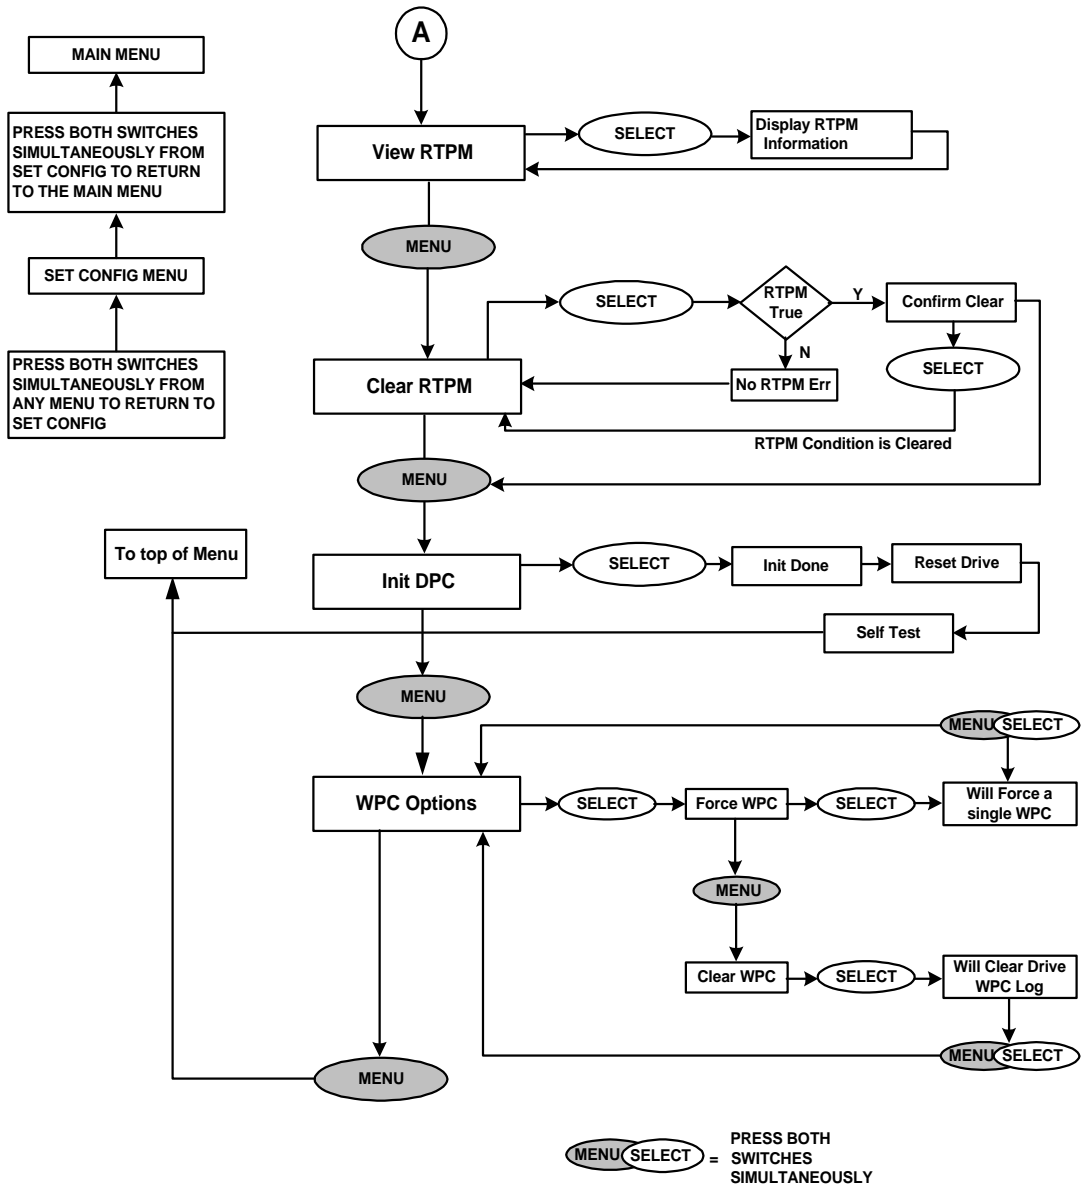 A
MAIN MENU
PRESS BOTH SWITCHES
SIMULTANEOUSLY FROM
SET CONFIG TO RETURN
TO THE MAIN MENU
SET CONFIG MENU
PRESS BOTH SWITCHES
SIMULTANEOUSLY FROM
ANY MENU TO RETURN TO
SET CONFIG
View RTPM
SELECT
Display RTPM
Information
MENU
SELECT
RTPM
True
Y
Confirm Clear
N
SELECT
Clear RTPM
No RTPM Err
RTPM Condition is Cleared
MENU
To top of Menu
Init DPC
SELECT
Init Done
Reset Drive
Self Test
MENU
MENU SELECT
WPC Options
SELECT
Force WPC
SELECT
Will Force a
single WPC
MENU
Clear WPC
SELECT
Will Clear Drive
WPC Log
MENU SELECT
MENU
MENU SELECT
=
PRESS BOTH
SWITCHES
SIMULTANEOUSLY